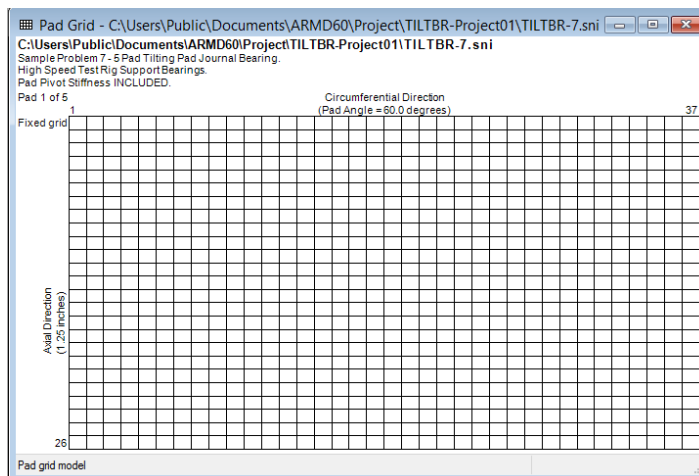 Pad Grid - C:\Users\Public\Documents\ARMD60\Project\TILTBR-Project01\TILTBR-7.sni
C:\Users\Public\Documents\ARMD60\Project\TILTBR-Project01\TILTBR-7.sni
Sample Problem 7 - 5 Pad Tilting Pad Journal Bearing.
High Speed Test Rig Support Bearings.
Pad Pivot Stiffness INCLUDED.
Pad 1 of 5
Circumferential Direction
1
(Pad Angle = 60.0 degrees)
37
Fixed grid
Axial Direction
(1.25 inches)
26
Pad grid model